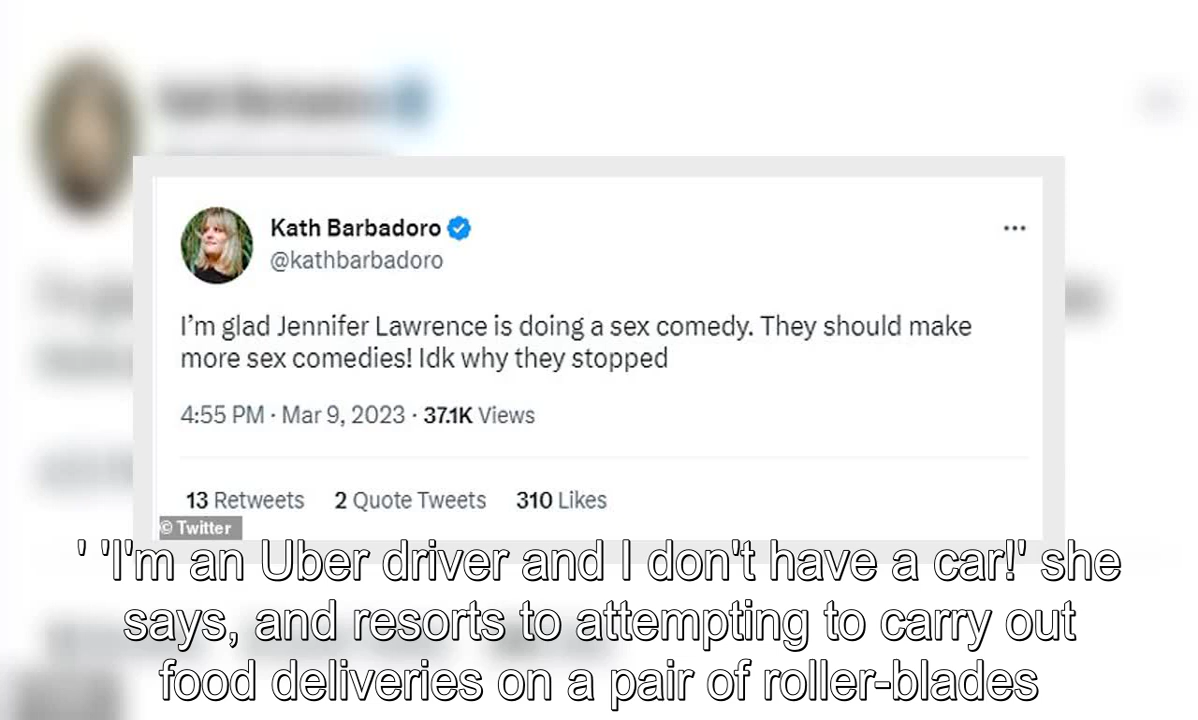 Kath Barbadoro
@kathbarbadoro
I'm glad Jennifer Lawrence is doing a sex comedy. They should make
more sex comedies! Idk why they stopped
4:55 PM · Mar 9, 2023 · 37.1K Views
13 Retweets 2 Quote Tweets 310 Likes
© Twitter
' 'I'm an Uber driver and I don't have a car!' she
says, and resorts to attempting to carry out
food deliveries on a pair of roller-blades